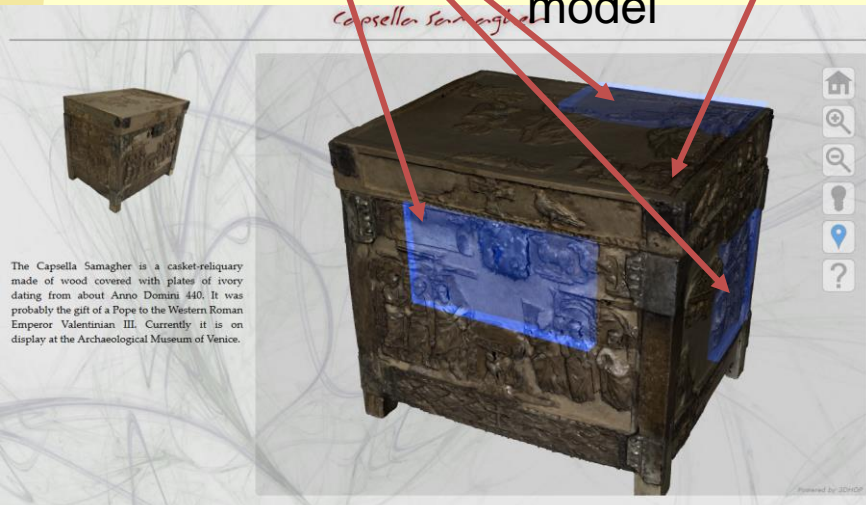 model
Capsella Samagher
The Capsella Samagher is a casket-reliquary
made of wood covered with plates of ivory
dating from about Anno Domini 440. It was
probably the gift of a Pope to the Western Roman
Emperor Valentinian III. Currently it is on
display at the Archaeological Museum of Venice.
?
Powered by 3DHOP